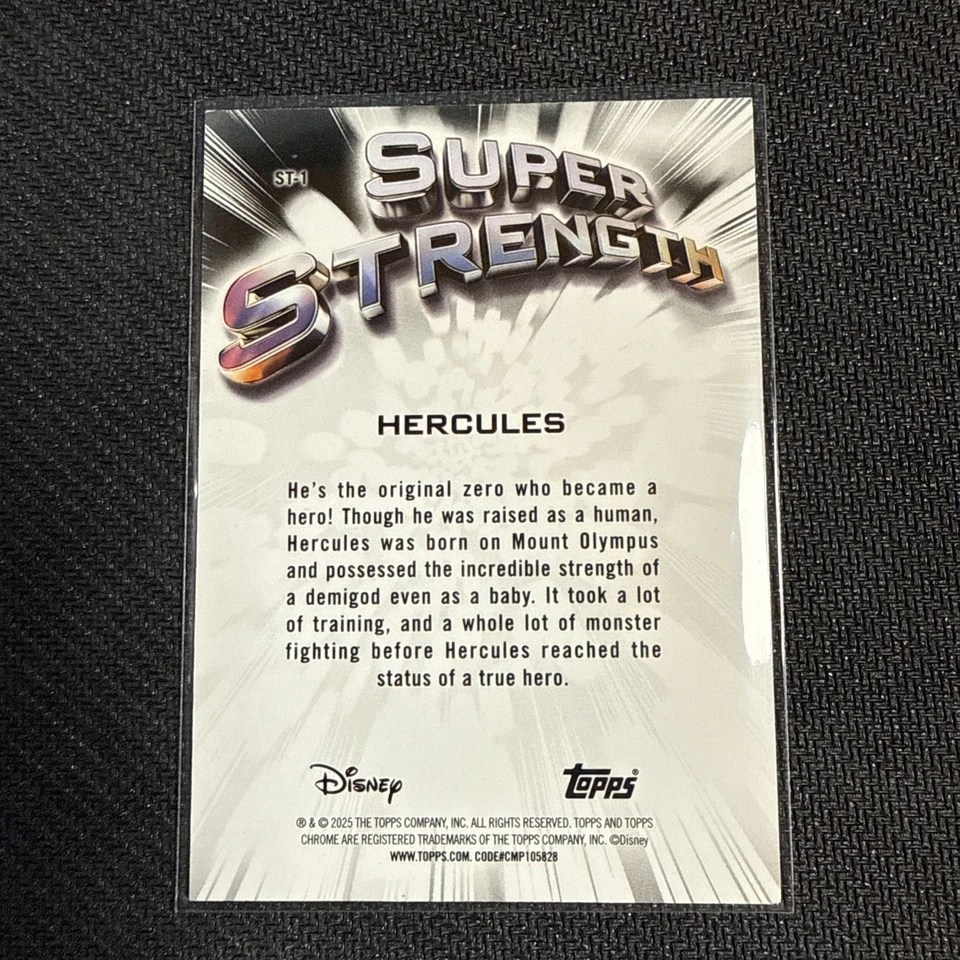 ST-1
SUPER
STRENGTH
HERCULES
He's the original zero who became a
hero! Though he was raised as a human,
Hercules was born on Mount Olympus
and possessed the incredible strength of
a demigod even as a baby. It took a lot
of training, and a whole lot of monster
fighting before Hercules reached the
status of a true hero.
Disney
topps®
® & © 2025 THE TOPPS COMPANY, INC. ALL RIGHTS RESERVED. TOPPS AND TOPPS
CHROME ARE REGISTERED TRADEMARKS OF THE TOPPS COMPANY, INC. ©Disney
WWW.TOPPS.COM. CODE#CMP105828